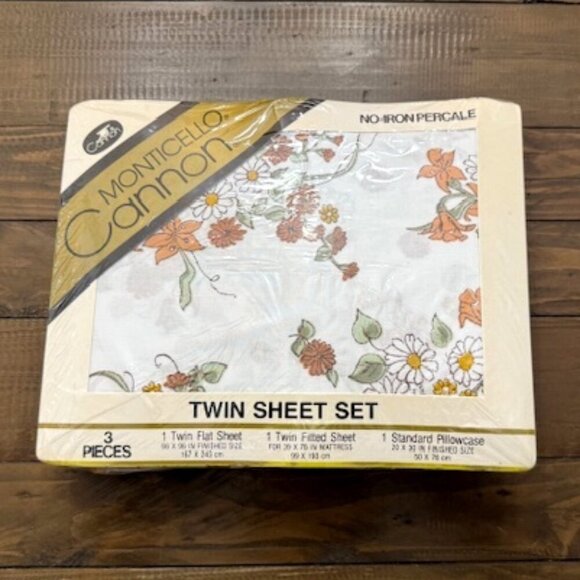 Cannon
MONTICELLO®
Cannon®
NO-IRON PERCALE
TWIN SHEET SET
3
PIECES
1 Twin Flat Sheet
66 X 96 IN FINISHED SIZE
167 X 243 cm
1 Twin Fitted Sheet
FOR 39 X 76 IN MATTRESS
99 X 193 cm
1 Standard Pillowcase
20 X 30 IN FINISHED SIZE
50 X 76 cm